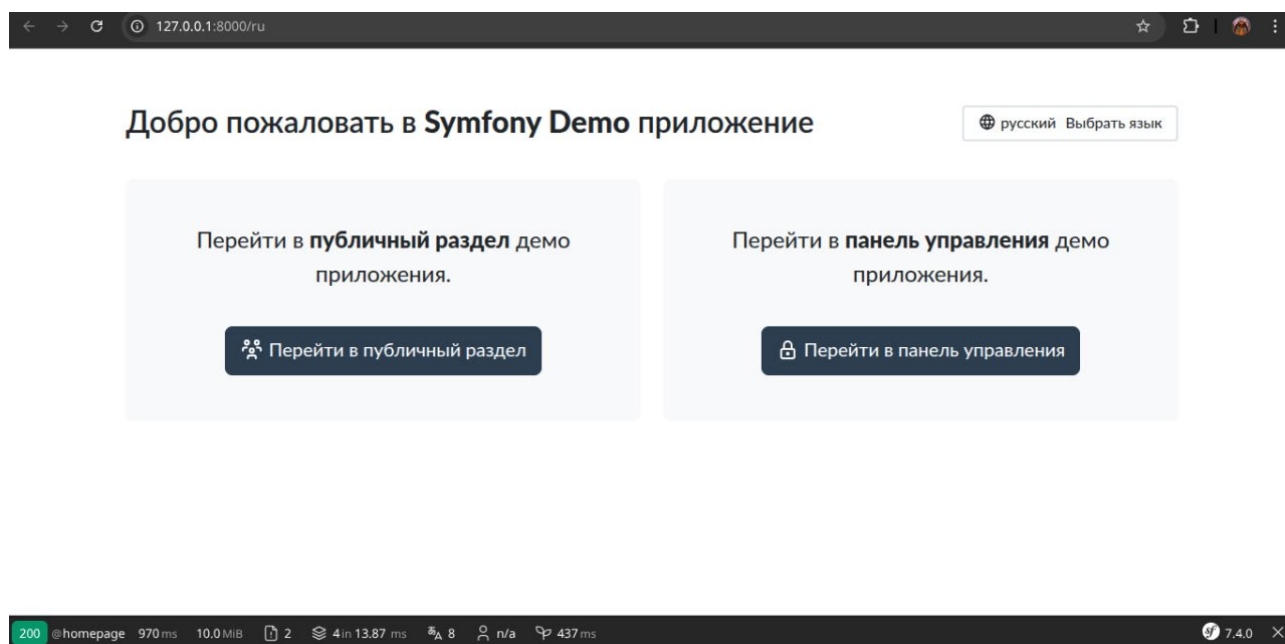 127.0.0.1:8000/ru
Добро пожаловать в Symfony Demo приложение
русский Выбрать язык
Перейти в публичный раздел демо
приложения.
Перейти в публичный раздел
Перейти в панель управления демо
приложения.
Перейти в панель управления
200 @homepage 970 ms 10.0 MiB 2 4 in 13.87 ms 8 n/a 437 ms sf 7.4.0